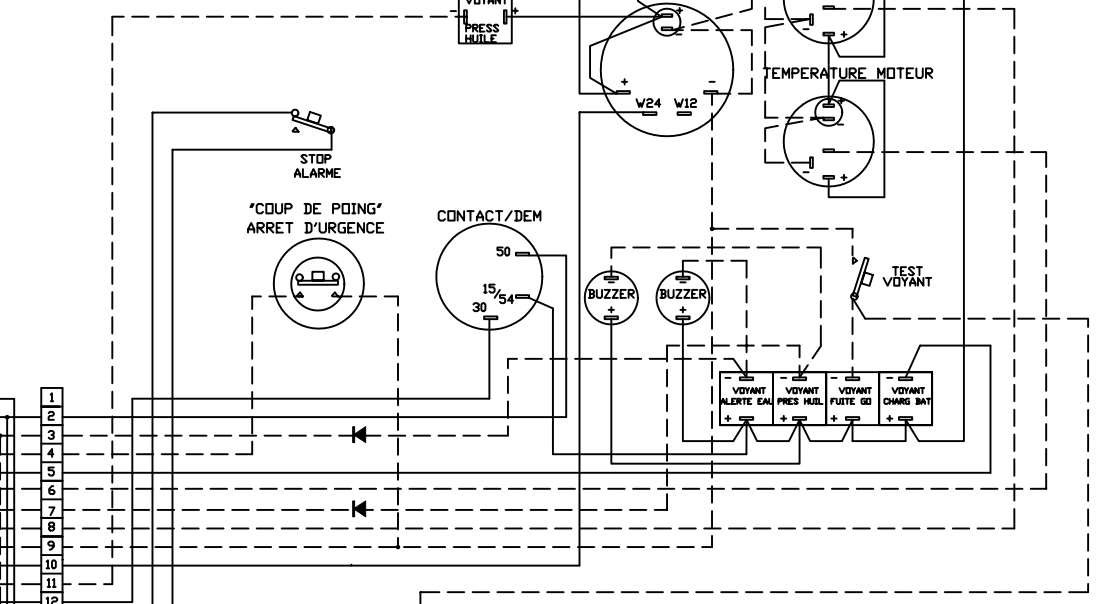 VOYANT
- +
PRESS
HUILE
+
-
-
+
TEMPERATURE MOTEUR
+ -
W24 W12
+
-
-
+
STOP
ALARME
"COUP DE POING"
ARRET D'URGENCE
CONTACT/DEM
50
15/54
30
TEST
VOYANT
-
BUZZER
+
-
BUZZER
+
- - - -
VOYANT
ALERTE EAU
VOYANT
PRES HUIL
VOYANT
FUITE GO
VOYANT
CHARG BAT
+ + + +
1
2
3
4
5
6
7
8
9
10
11
12